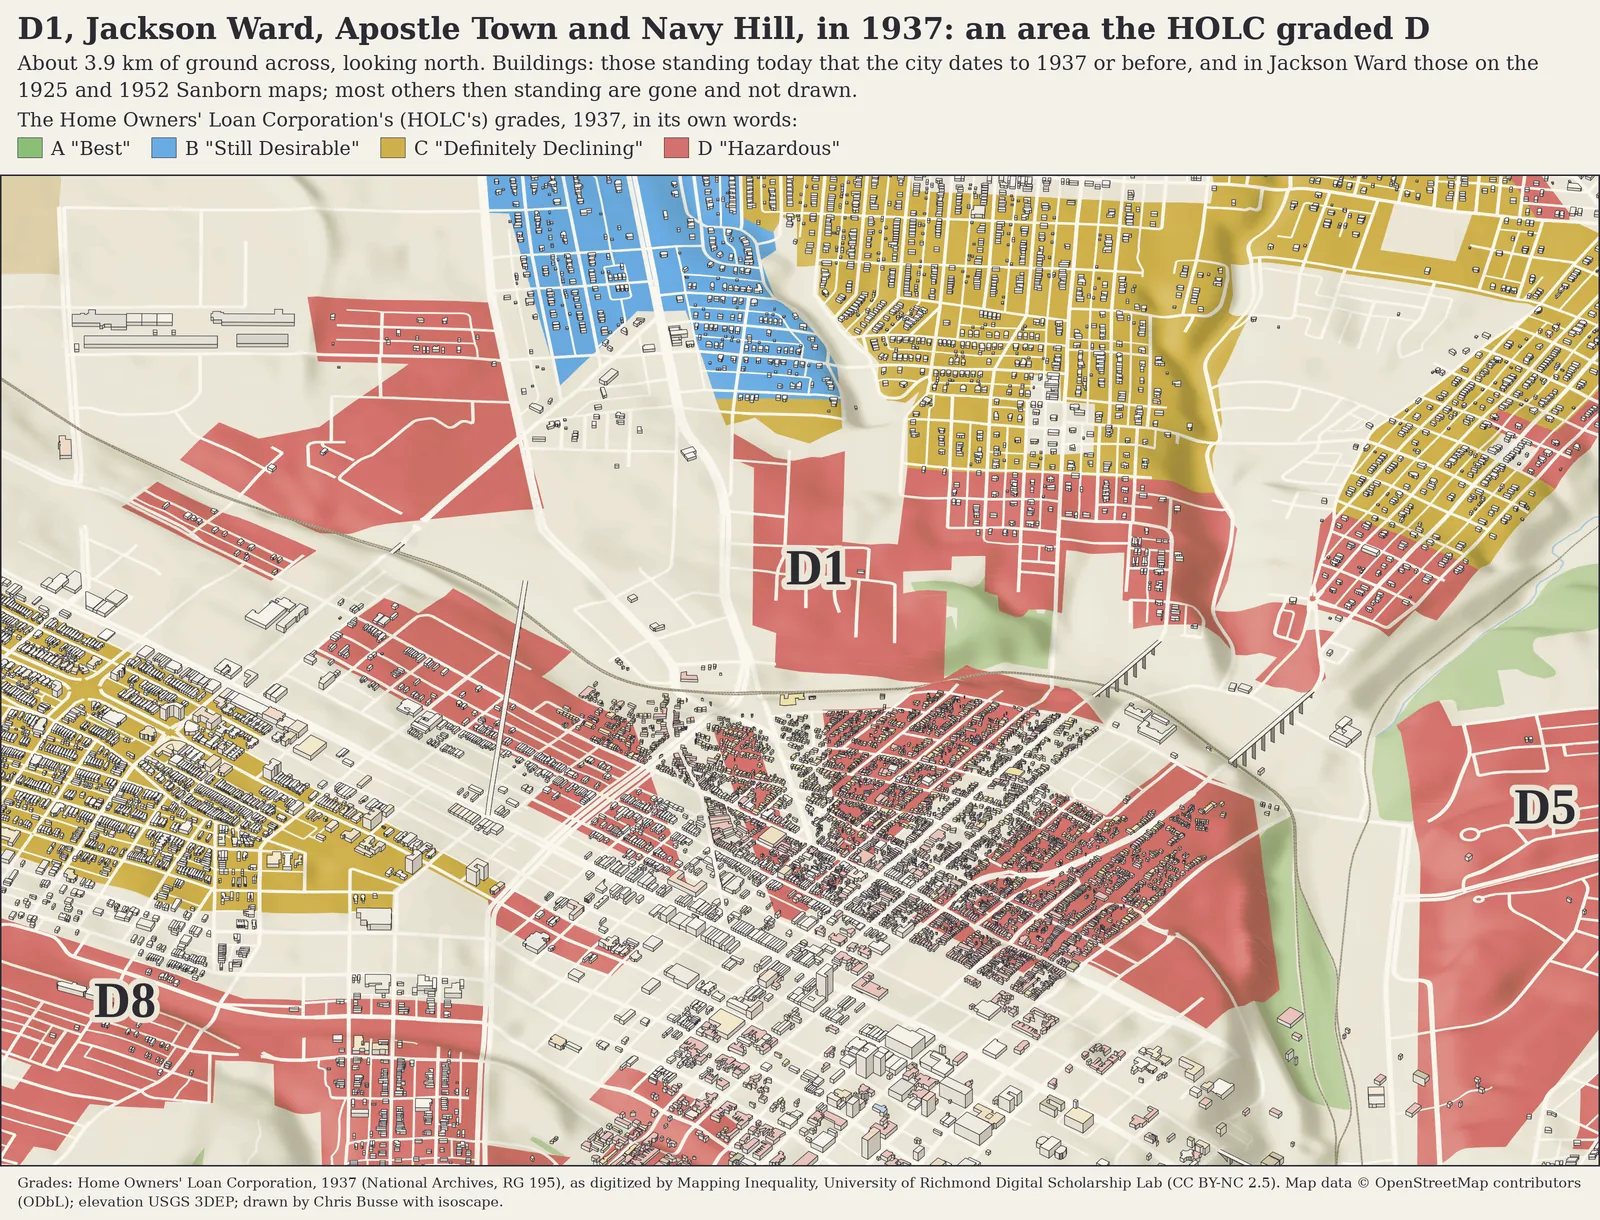 D1, Jackson Ward, Apostle Town and Navy Hill, in 1937: an area the HOLC graded D
About 3.9 km of ground across, looking north. Buildings: those standing today that the city dates to 1937 or before, and in Jackson Ward those on the
1925 and 1952 Sanborn maps; most others then standing are gone and not drawn.
The Home Owners' Loan Corporation's (HOLC's) grades, 1937, in its own words:
A "Best" B "Still Desirable" C "Definitely Declining" D "Hazardous"
D1
D5
D8
Grades: Home Owners' Loan Corporation, 1937 (National Archives, RG 195), as digitized by Mapping Inequality, University of Richmond Digital Scholarship Lab (CC BY-NC 2.5). Map data © OpenStreetMap contributors
(ODbL); elevation USGS 3DEP; drawn by Chris Busse with isoscape.